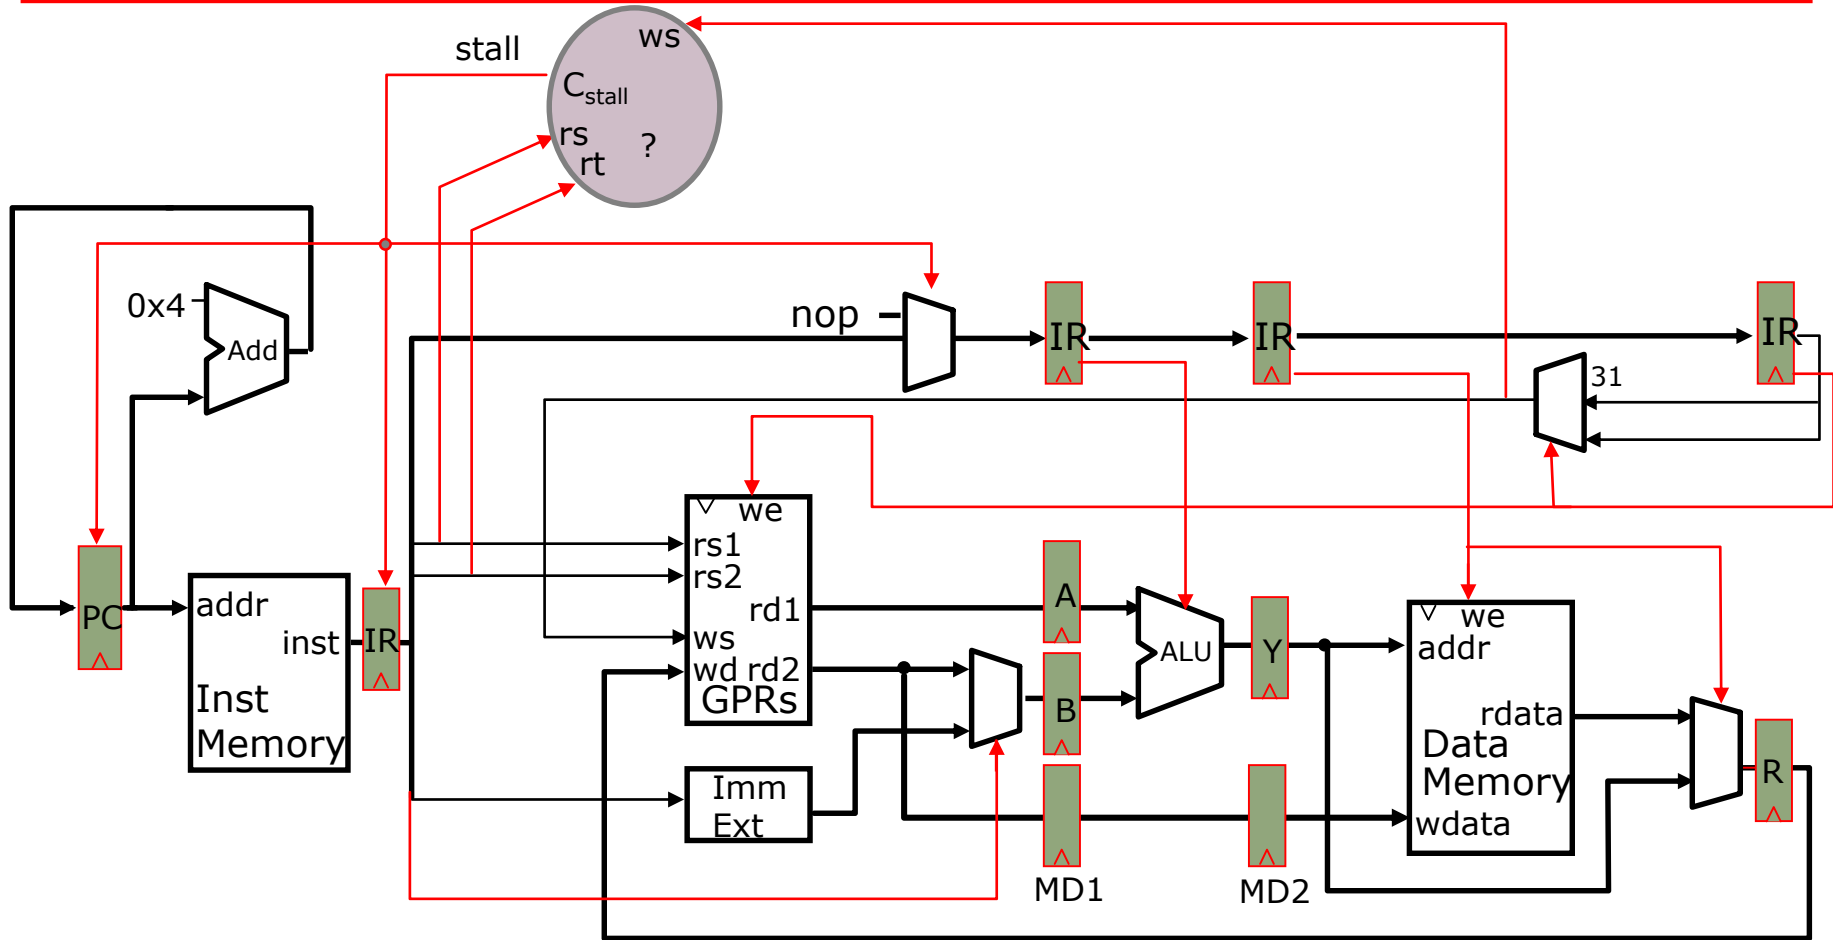 ws
stall
C stall
rs
?
rt
0x4
nop
Add
IR
IR
IR
31
we
rs1
rs2
rd1
ws
wd rd2
GPRs
PC
addr
inst
Inst
Memory
IR
A
B
ALU
Y
we
addr
rdata
Data
Memory
wdata
R
Imm
Ext
MD1
MD2